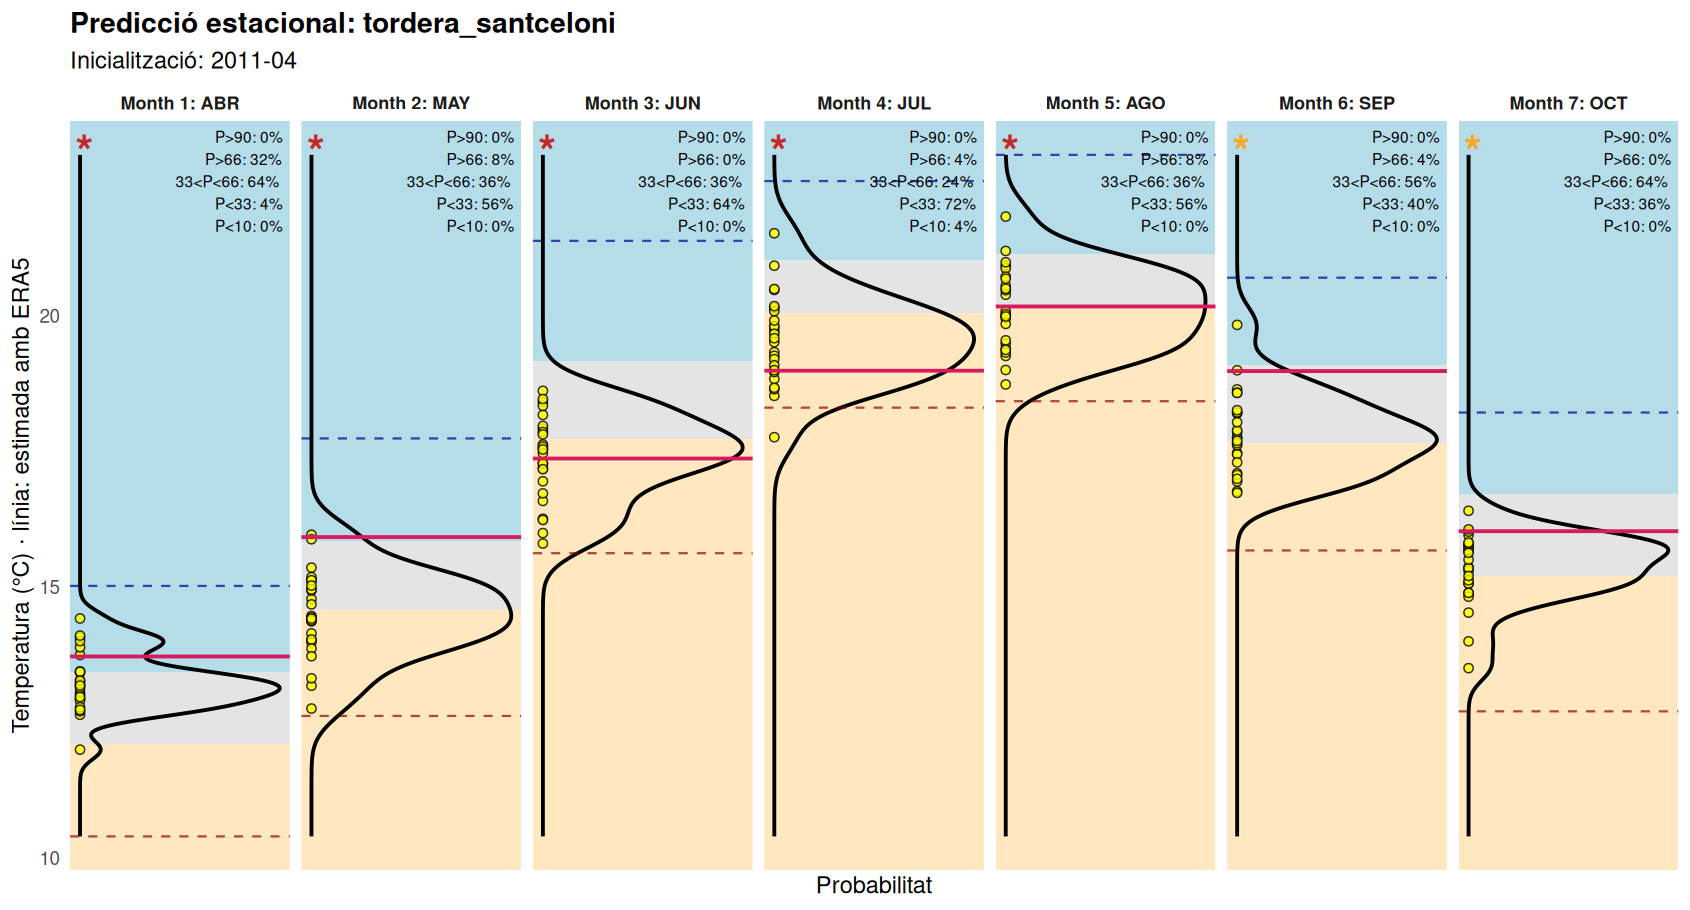 Predicció estacional: tordera_santceloni
Inicialització: 2011-04
Month 1: ABR
Month 2: MAY
Month 3: JUN
Month 4: JUL
Month 5: AGO
Month 6: SEP
Month 7: OCT
*
P>90: 0%
P>66: 32%
33<P<66: 64%
P<33: 4%
P<10: 0%
*
P>90: 0%
P>66: 8%
33<P<66: 36%
P<33: 56%
P<10: 0%
*
P>90: 0%
P>66: 0%
33<P<66: 36%
P<33: 64%
P<10: 0%
*
P>90: 0%
P>66: 4%
33<P<66: 24%
P<33: 72%
P<10: 4%
*
P>90: 0%
P>66: 8%
33<P<66: 36%
P<33: 56%
P<10: 0%
*
P>90: 0%
P>66: 4%
33<P<66: 56%
P<33: 40%
P<10: 0%
*
P>90: 0%
P>66: 0%
33<P<66: 64%
P<33: 36%
P<10: 0%
Temperatura (°C) · línia: estimada amb ERA5
20
15
10
Probabilitat